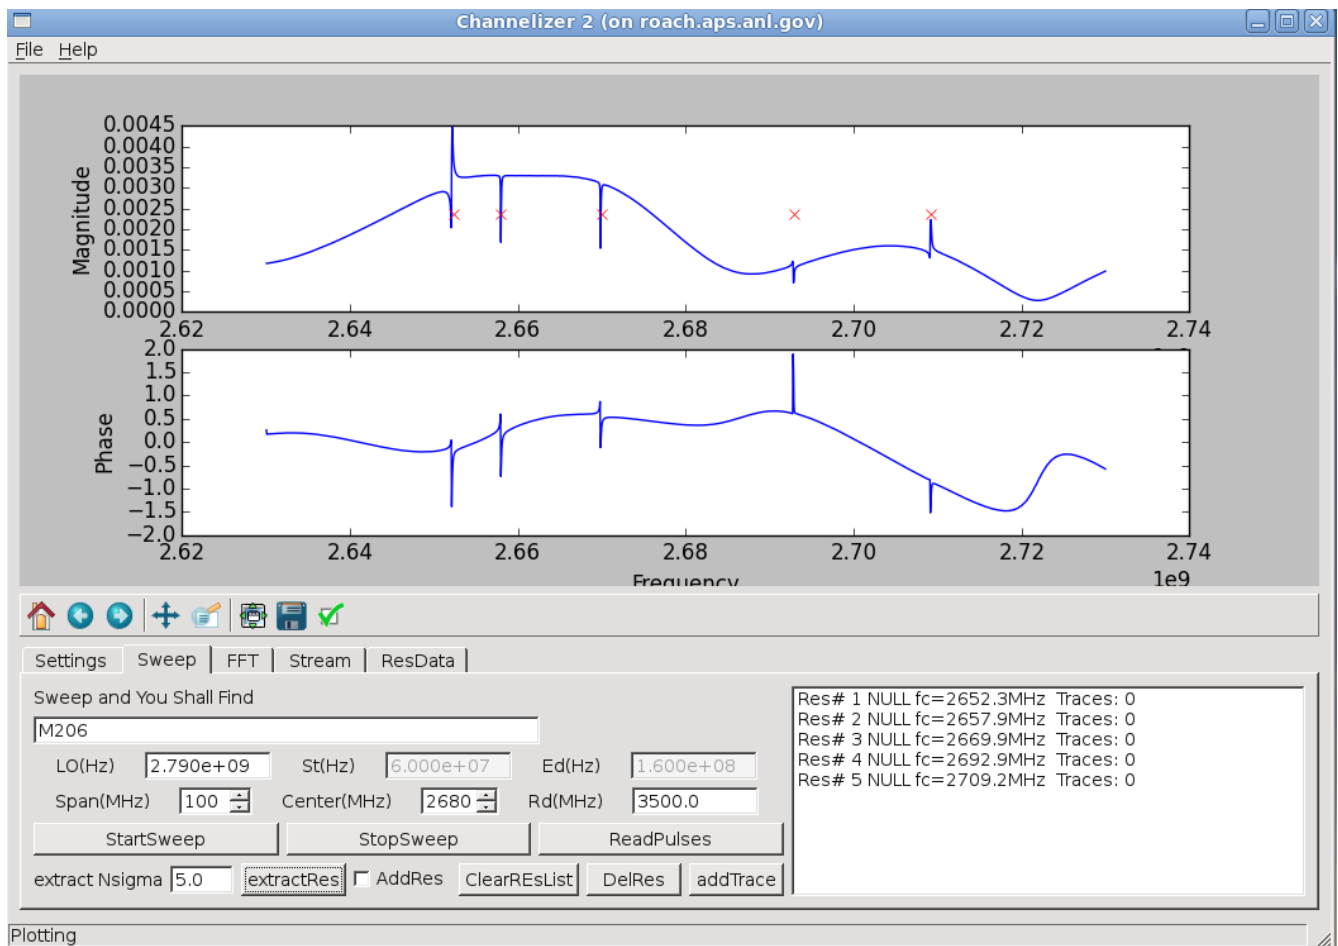 Channelizer 2 (on roach.aps.anl.gov)
File Help
0.0045
0.0040
0.0035
0.0030
0.0025
0.0020
0.0015
0.0010
0.0005
0.0000
Magnitude
2.62 2.64 2.66 2.68 2.70 2.72 2.74
2.0
1.5
1.0
0.5
0.0
−0.5
−1.0
−1.5
−2.0
Phase
2.62 2.64 2.66 2.68 2.70 2.72 2.74
Frequency 1e9
Settings Sweep FFT Stream ResData
Sweep and You Shall Find
M206
LO(Hz) 2.790e+09 St(Hz) 6.000e+07 Ed(Hz) 1.600e+08
Span(MHz) 100 Center(MHz) 2680 Rd(MHz) 3500.0
StartSweep StopSweep ReadPulses
extract Nsigma 5.0 extractRes AddRes ClearREsList DelRes addTrace
Res# 1 NULL fc=2652.3MHz Traces: 0
Res# 2 NULL fc=2657.9MHz Traces: 0
Res# 3 NULL fc=2669.9MHz Traces: 0
Res# 4 NULL fc=2692.9MHz Traces: 0
Res# 5 NULL fc=2709.2MHz Traces: 0
Plotting